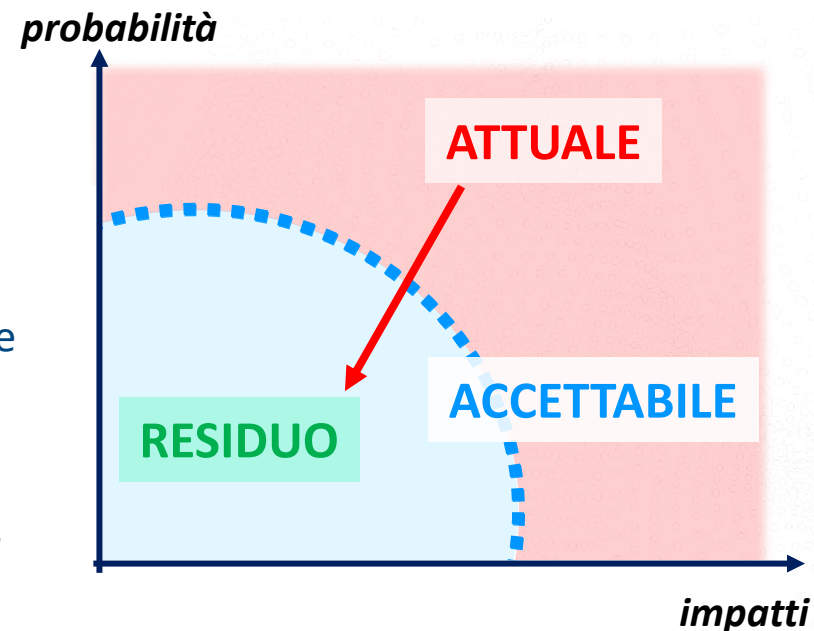 probabilità
ATTUALE
e
ACCETTABILE
RESIDUO
impatti